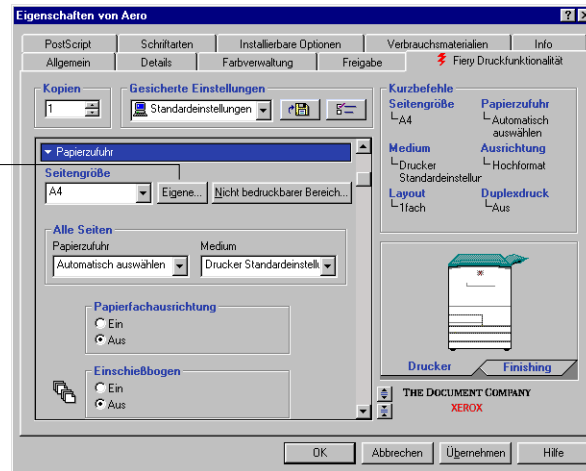 Eigenschaften von Aero
PostScript
Schriftarten
Installierbare Optionen
Verbrauchsmaterialien
Info
Allgemein
Details
Farbverwaltung
Freigabe
Fiery Druckfunktionalität
Kopien
1
Gesicherte Einstellungen
Standardeinstellungen
Papierzufuhr
Seitengröße
A4
Eigene...
Nicht bedruckbarer Bereich...
Alle Seiten
Papierzufuhr
Medium
Automatisch auswählen
Drucker Standardeinstellu
Papierfachausrichtung
Ein
Aus
Einschießbogen
Ein
Aus
Kurzbefehle
Seitengröße
Papierzufuhr
A4
Automatisch
auswählen
Medium
Ausrichtung
Drucker
Hochformat
Standardeinstellur
Layout
Duplexdruck
1fach
Aus
Drucker
Finishing
THE DOCUMENT COMPANY
XEROX
OK
Abbrechen
Übernehmen
Hilfe